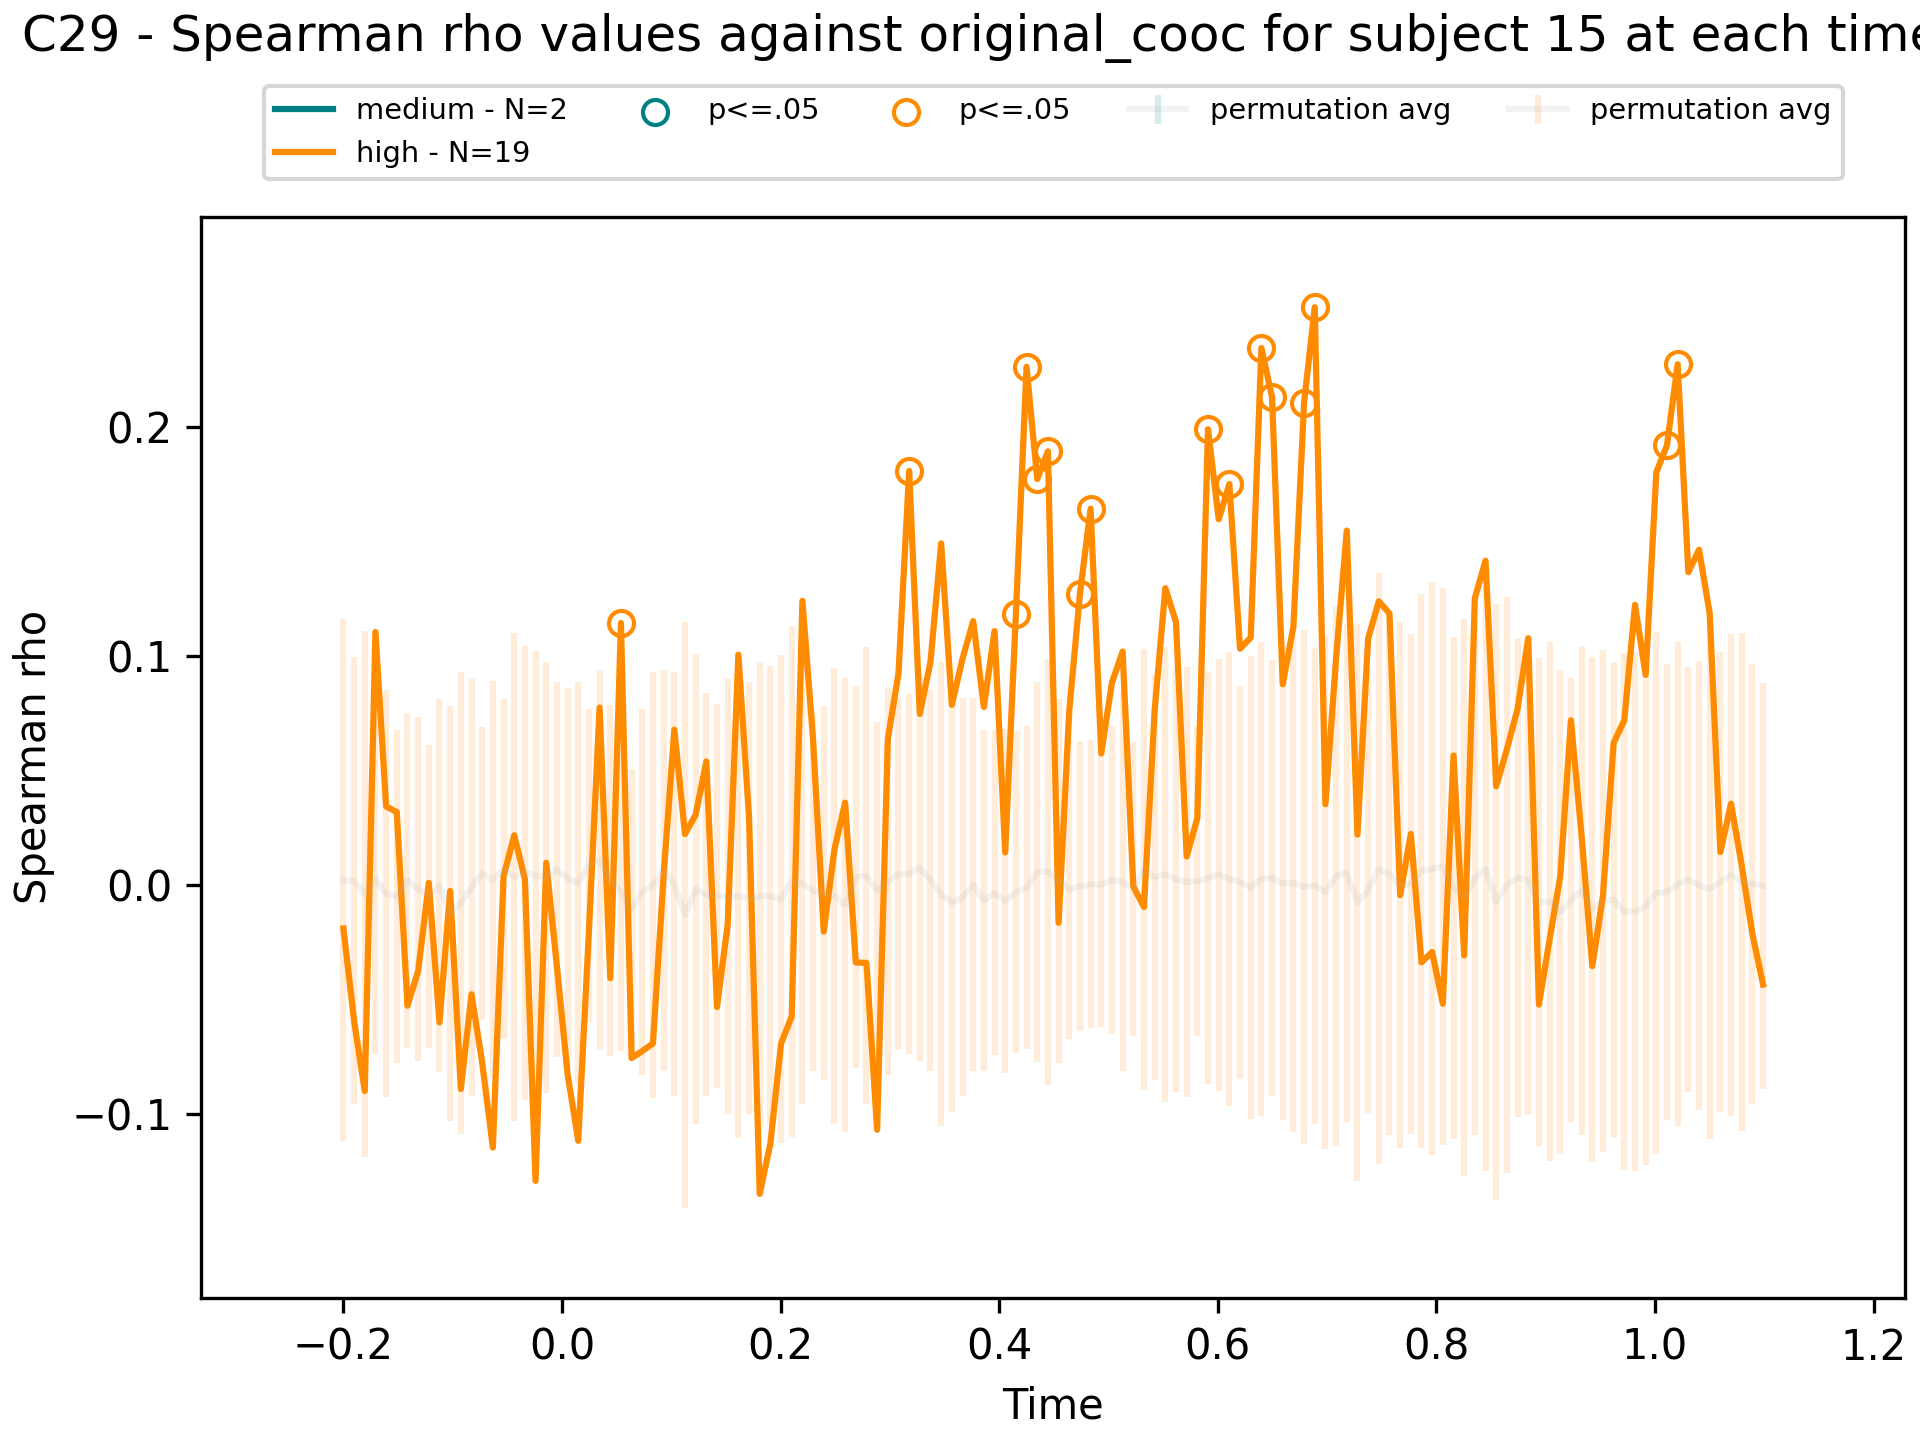 C29 - Spearman rho values against original_cooc for subject 15 at each time
medium - N=2
high - N=19
p<=.05
p<=.05
permutation avg
permutation avg
Spearman rho
0.2
0.1
0.0
−0.1
−0.2
0.0
0.2
0.4
0.6
0.8
1.0
1.2
Time